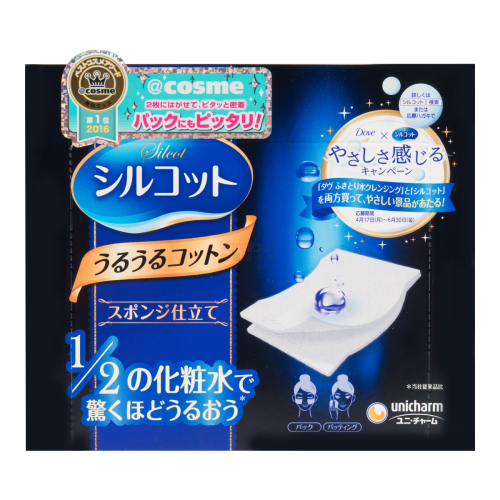 ベストコスメアワード
@cosme
第1位
2016
@cosme
2枚にはがせて、ピタッと密着
パックにもピッタリ!
Silcot
シルコット
うるうるコットン
スポンジ仕立て
1/2の化粧水で
驚くほどうるおう*
詳しくは
シルコット 検索
または
応募ハガキで
Dove × シルコット
やさしさ感じる
キャンペーン
「ダヴ ふきとり水クレンジング」と「シルコット」
を両方買って、やさしい景品があたる!
応募期間
4月17日(月)~6月30日(金)
*当社従来品比
パック パッティング
unicharm
ユニ・チャーム